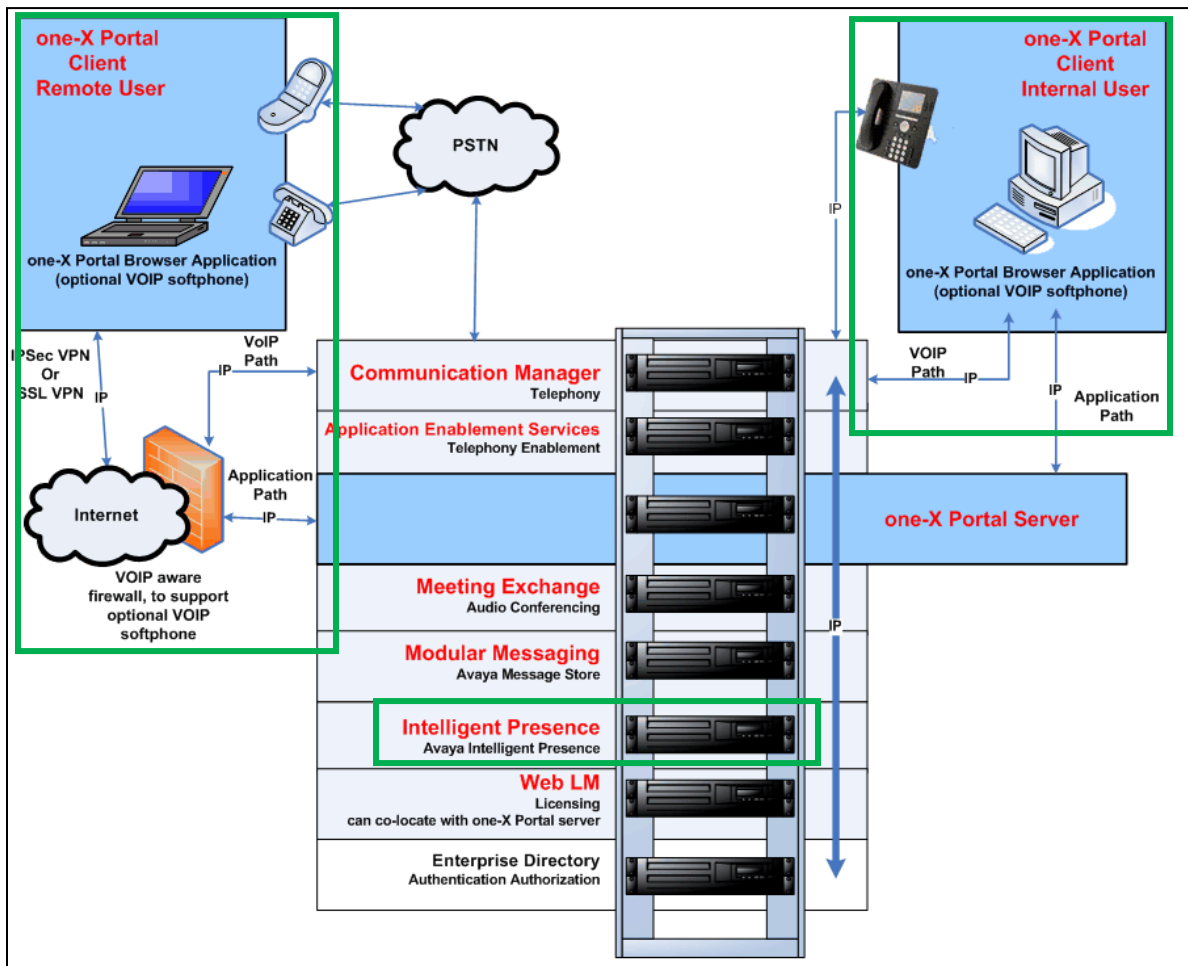 one-X Portal
Client
Remote User
one-X Portal Browser Application
(optional VOIP softphone)
PSTN
one-X Portal
Client
Internal User
one-X Portal Browser Application
(optional VOIP softphone)
IP
IPSec VPN
Or
SSL VPN
IP
VoIP
Path
IP
Internet
Application
Path
IP
VOIP aware
firewall, to support
optional VOIP
softphone
VOIP
Path
IP
IP
Application
Path
Communication Manager
Telephony
Application Enablement Services
Telephony Enablement
one-X Portal Server
Meeting Exchange
Audio Conferencing
Modular Messaging
Avaya Message Store
IP
Intelligent Presence
Avaya Intelligent Presence
Web LM
Licensing
can co-locate with one-X Portal server
Enterprise Directory
Authentication Authorization